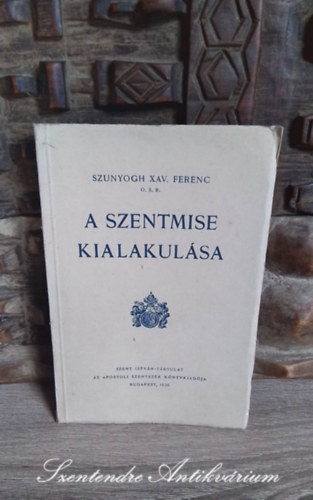 SZUNYOGH XAV. FERENC
O. S. B.
A SZENTMISE
KIALAKULÁSA
SZENT ISTVÁN-TÁRSULAT
AZ APOSTOLI SZENTSZÉK KÖNYVKIADÓJA
BUDAPEST,
Szentendre Antikvárium